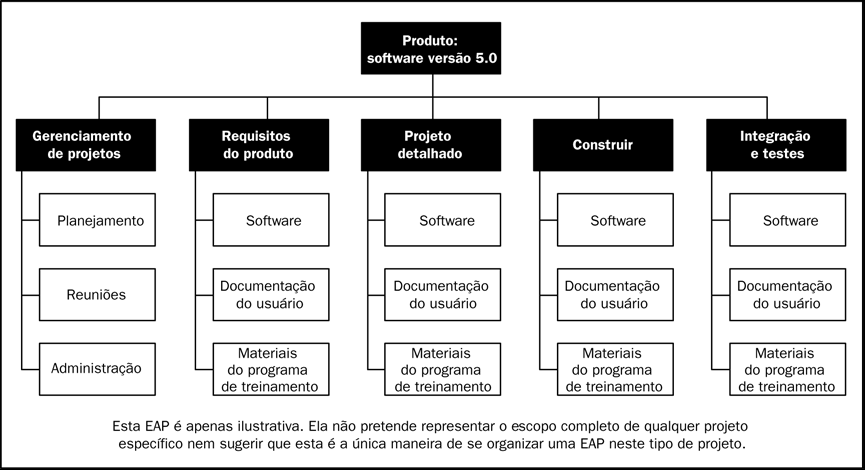 Produto:
software versão 5.0
Gerenciamento
de projetos
Requisitos
do produto
Projeto
detalhado
Construir
Integração
e testes
Planejamento
Software
Software
Software
Software
Reuniões
Documentação
do usuário
Documentação
do usuário
Documentação
do usuário
Documentação
do usuário
Administração
Materiais
do programa
de treinamento
Materiais
do programa
de treinamento
Materiais
do programa
de treinamento
Materiais
do programa
de treinamento
Esta EAP é apenas ilustrativa. Ela não pretende representar o escopo completo de qualquer projeto
específico nem sugerir que esta é a única maneira de se organizar uma EAP neste tipo de projeto.